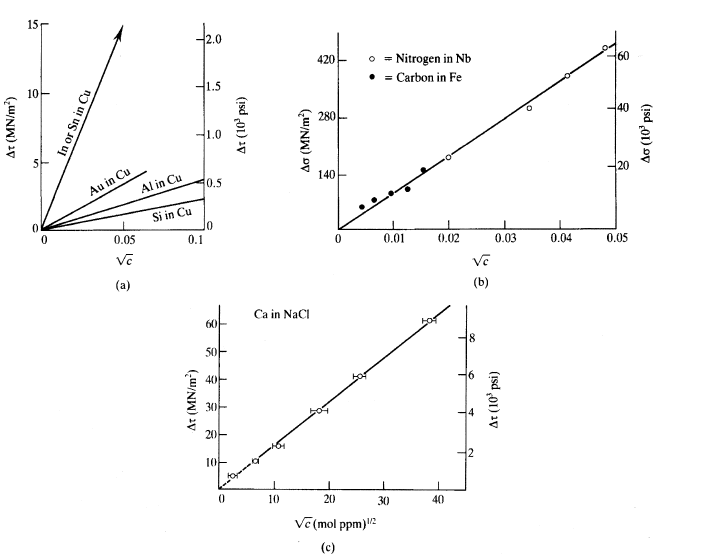 15
10
5
0
Δτ (MN/m²)
In or Sn in Cu
Au in Cu
Al in Cu
Si in Cu
2.0
1.5
1.0
0.5
0
Δτ (10³ psi)
0
0.05
0.1
√c
(a)
420
280
140
Δσ (MN/m²)
○ = Nitrogen in Nb
● = Carbon in Fe
60
40
20
Δσ (10³ psi)
0
0.01
0.02
0.03
0.04
0.05
√c
(b)
Ca in NaCl
60
50
40
30
20
10
Δτ (MN/m²)
8
6
4
2
Δτ (10³ psi)
0
10
20
30
40
√c (mol ppm)¹/²
(c)